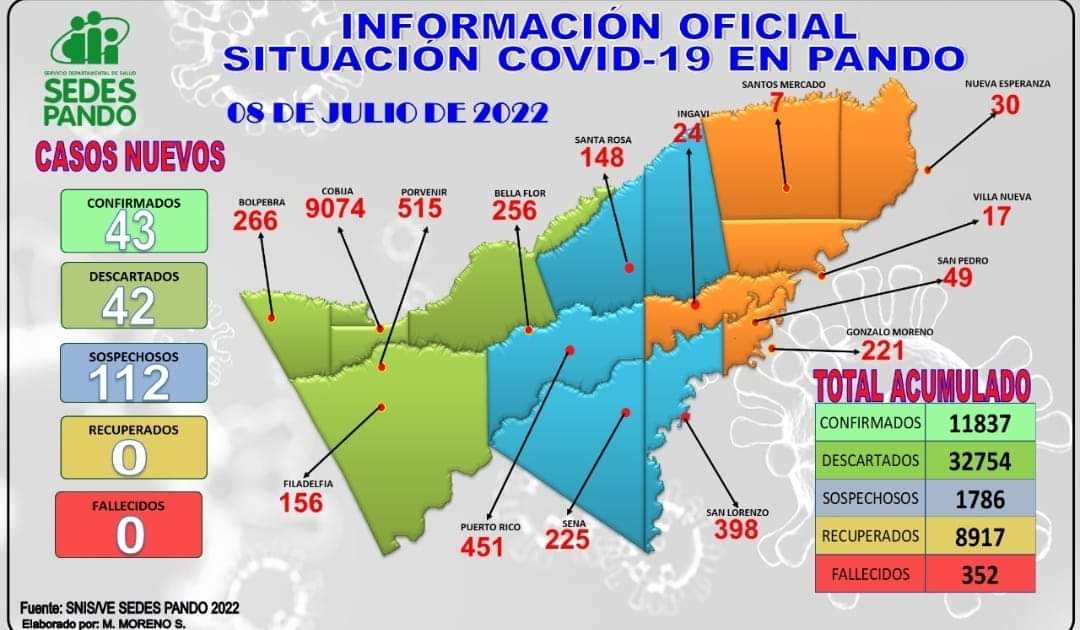 INFORMACIÓN OFICIAL
SITUACIÓN COVID-19 EN PANDO
SERVICIO DEPARTAMENTAL DE SALUD
SEDES
PANDO
08 DE JULIO DE 2022
CASOS NUEVOS
CONFIRMADOS
43
DESCARTADOS
42
SOSPECHOSOS
112
RECUPERADOS
0
FALLECIDOS
0
BOLPEBRA
266
COBIJA
9074
PORVENIR
515
BELLA FLOR
256
SANTA ROSA
148
INGAVI
24
SANTOS MERCADO
7
NUEVA ESPERANZA
30
VILLA NUEVA
17
SAN PEDRO
49
GONZALO MORENO
221
FILADELFIA
156
PUERTO RICO
451
SENA
225
SAN LORENZO
398
TOTAL ACUMULADO
CONFIRMADOS 11837
DESCARTADOS 32754
SOSPECHOSOS 1786
RECUPERADOS 8917
FALLECIDOS 352
Fuente: SNIS/VE SEDES PANDO 2022
Elaborado por: M. MORENO S.